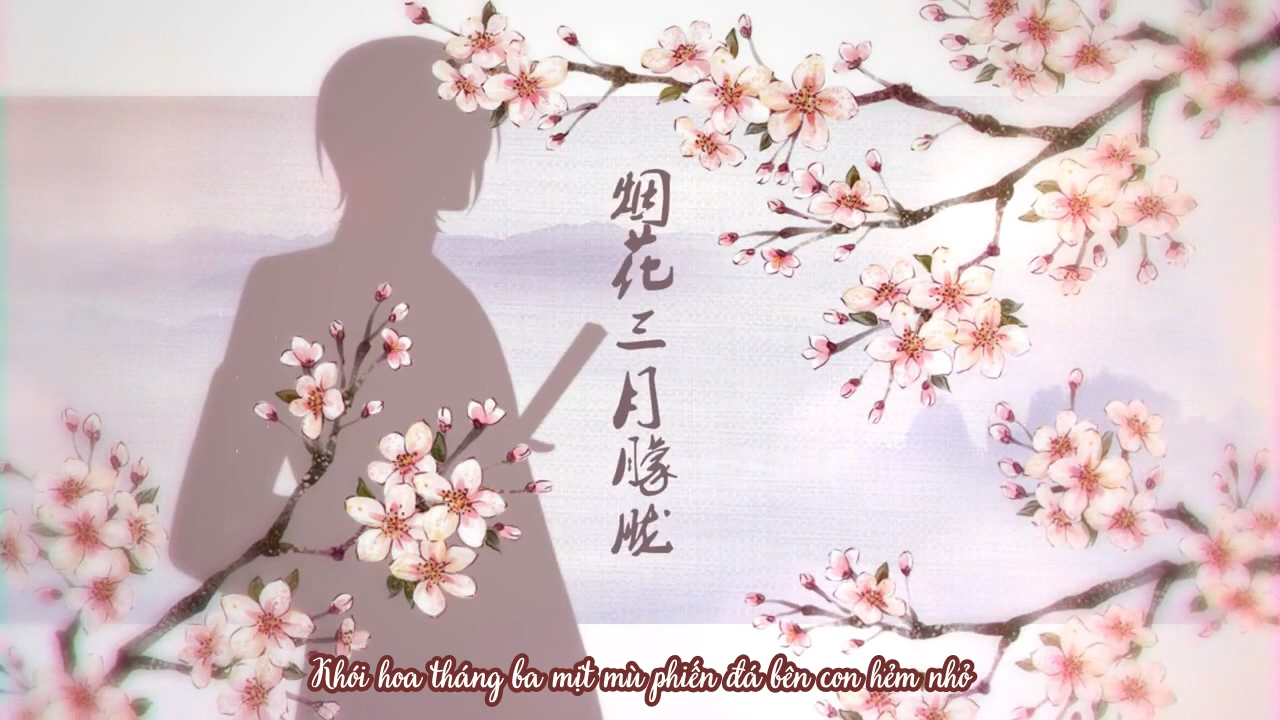 烟花三月朦胧
Khói hoa tháng ba mịt mù phiến đá bên con hẻm nhỏ